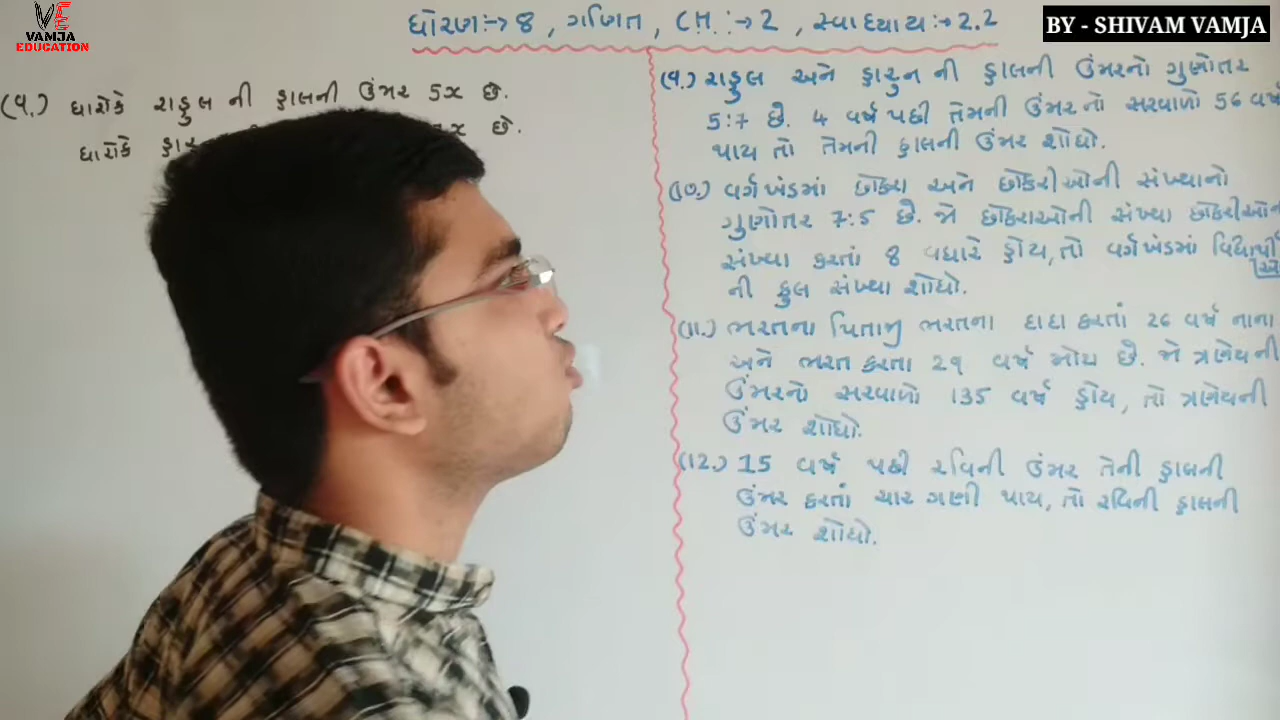 VE
VAMJA
EDUCATION
BY - SHIVAM VAMJA
ધોરણ :→ 8 , ગણિત , CH. :→ 2 , સ્વાધ્યાય :→ 2.2
(૧.) ધારોકે રાહુલ ની હાલની ઉંમર 5x છે.
ધારોકે x છે.
(૧.) રાહુલ અને હારુન ની હાલની ઉંમરનો ગુણોતર
5:7 છે. 4 વર્ષ પછી તેમની ઉંમર નો સરવાળો 56 વર્ષ
થાય તો તેમની હાલની ઉંમર શોધો.
(10.) વર્ગખંડમાં છોકરા અને છોકરીઓની સંખ્યાનો
ગુણોતર 7:5 છે. જો છોકરાઓની સંખ્યા છોકરીઓની
સંખ્યા કરતાં 8 વધારે હોય, તો વર્ગખંડમાં વિદ્યાર્થીઓ
ની કુલ સંખ્યા શોધો.
(11.) ભરતના પિતાજી ભરતના દાદા કરતાં 26 વર્ષ નાના
અને ભરત કરતા 2૧ વર્ષ મોટા છે. જો ત્રણેયની
ઉંમરનો સરવાળો 135 વર્ષ હોય, તો ત્રણેયની
ઉંમર શોધો.
(12.) 15 વર્ષ પછી રવિની ઉંમર તેની હાલની
ઉંમર કરતાં ચાર ગણી થાય, તો રવિની હાલની
ઉંમર શોધો.